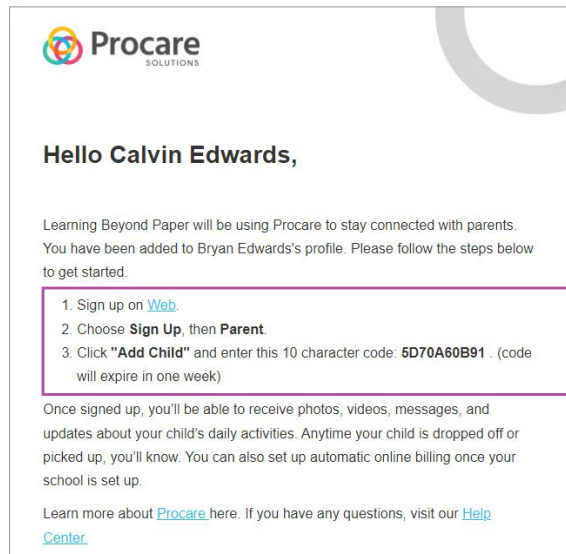 Procare
SOLUTIONS
Hello Calvin Edwards,
Learning Beyond Paper will be using Procare to stay connected with parents.
You have been added to Bryan Edwards's profile. Please follow the steps below
to get started.
1. Sign up on Web.
2. Choose Sign Up, then Parent.
3. Click "Add Child" and enter this 10 character code: 5D70A60B91 . (code
will expire in one week)
Once signed up, you’ll be able to receive photos, videos, messages, and
updates about your child’s daily activities. Anytime your child is dropped off or
picked up, you’ll know. You can also set up automatic online billing once your
school is set up.
Learn more about Procare here. If you have any questions, visit our Help
Center.